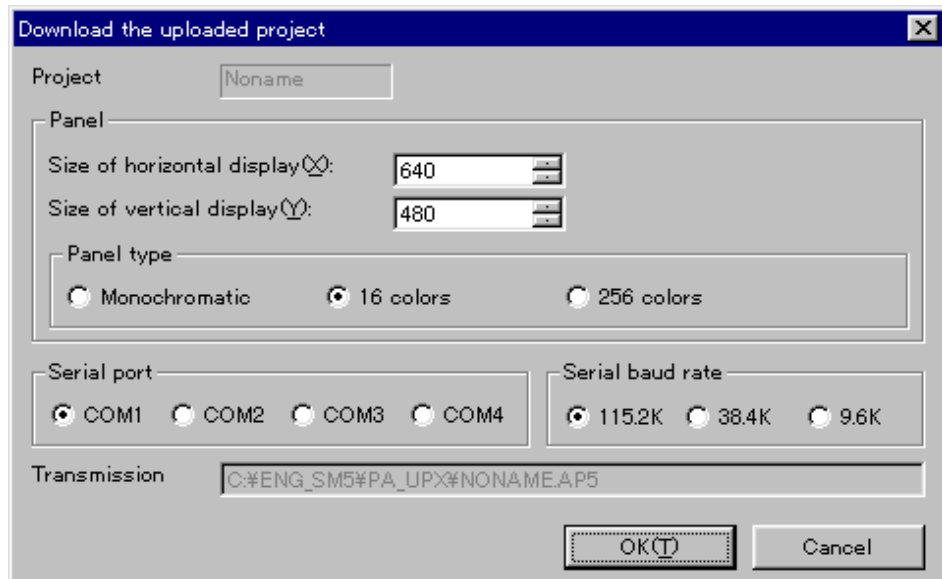 Download the uploaded project
Project Noname
Panel
Size of horizontal display(X): 640
Size of vertical display(Y): 480
Panel type
Monochromatic 16 colors 256 colors
Serial port Serial baud rate
COM1 COM2 COM3 COM4 115.2K 38.4K 9.6K
Transmission C:¥ENG_SM5¥PA_UPX¥NONAME.AP5
OK(T) Cancel